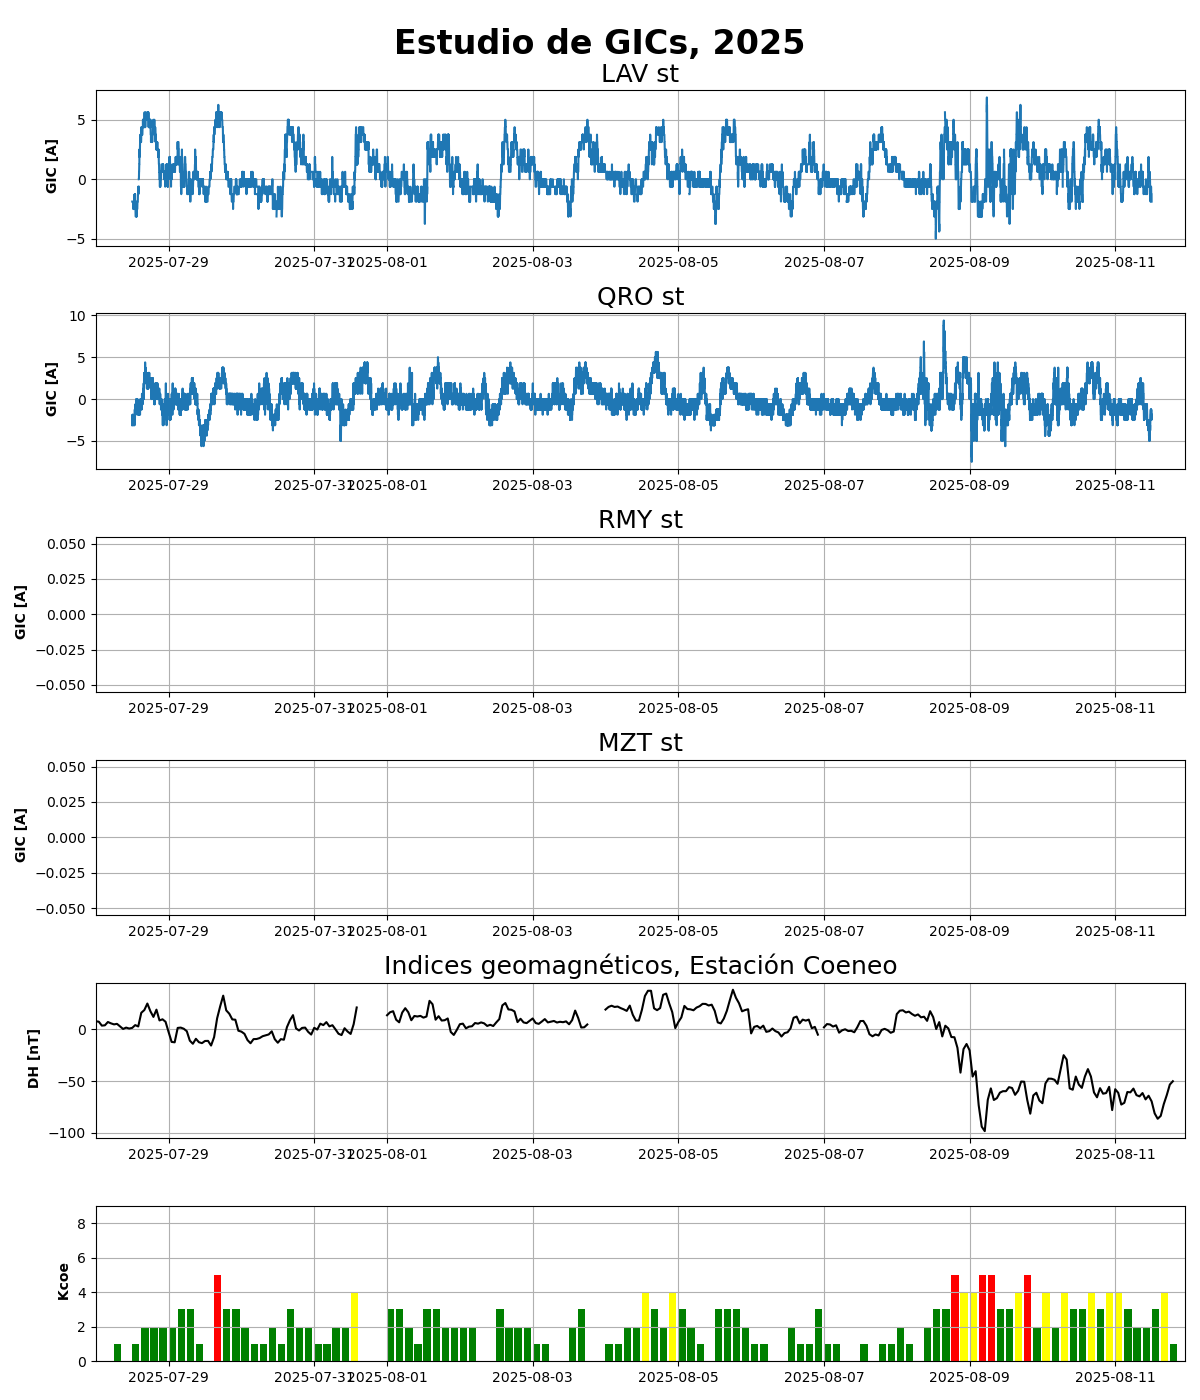 Estudio de GICs, 2025
LAV st
GIC [A]
5
0
−5
2025-07-29 2025-07-31 2025-08-01 2025-08-03 2025-08-05 2025-08-07 2025-08-09 2025-08-11
QRO st
GIC [A]
10
5
0
−5
2025-07-29 2025-07-31 2025-08-01 2025-08-03 2025-08-05 2025-08-07 2025-08-09 2025-08-11
RMY st
GIC [A]
0.050
0.025
0.000
−0.025
−0.050
2025-07-29 2025-07-31 2025-08-01 2025-08-03 2025-08-05 2025-08-07 2025-08-09 2025-08-11
MZT st
GIC [A]
0.050
0.025
0.000
−0.025
−0.050
2025-07-29 2025-07-31 2025-08-01 2025-08-03 2025-08-05 2025-08-07 2025-08-09 2025-08-11
Indices geomagnéticos, Estación Coeneo
DH [nT]
0
−50
−100
2025-07-29 2025-07-31 2025-08-01 2025-08-03 2025-08-05 2025-08-07 2025-08-09 2025-08-11
Kcoe
8
6
4
2
0
2025-07-29 2025-07-31 2025-08-01 2025-08-03 2025-08-05 2025-08-07 2025-08-09 2025-08-11